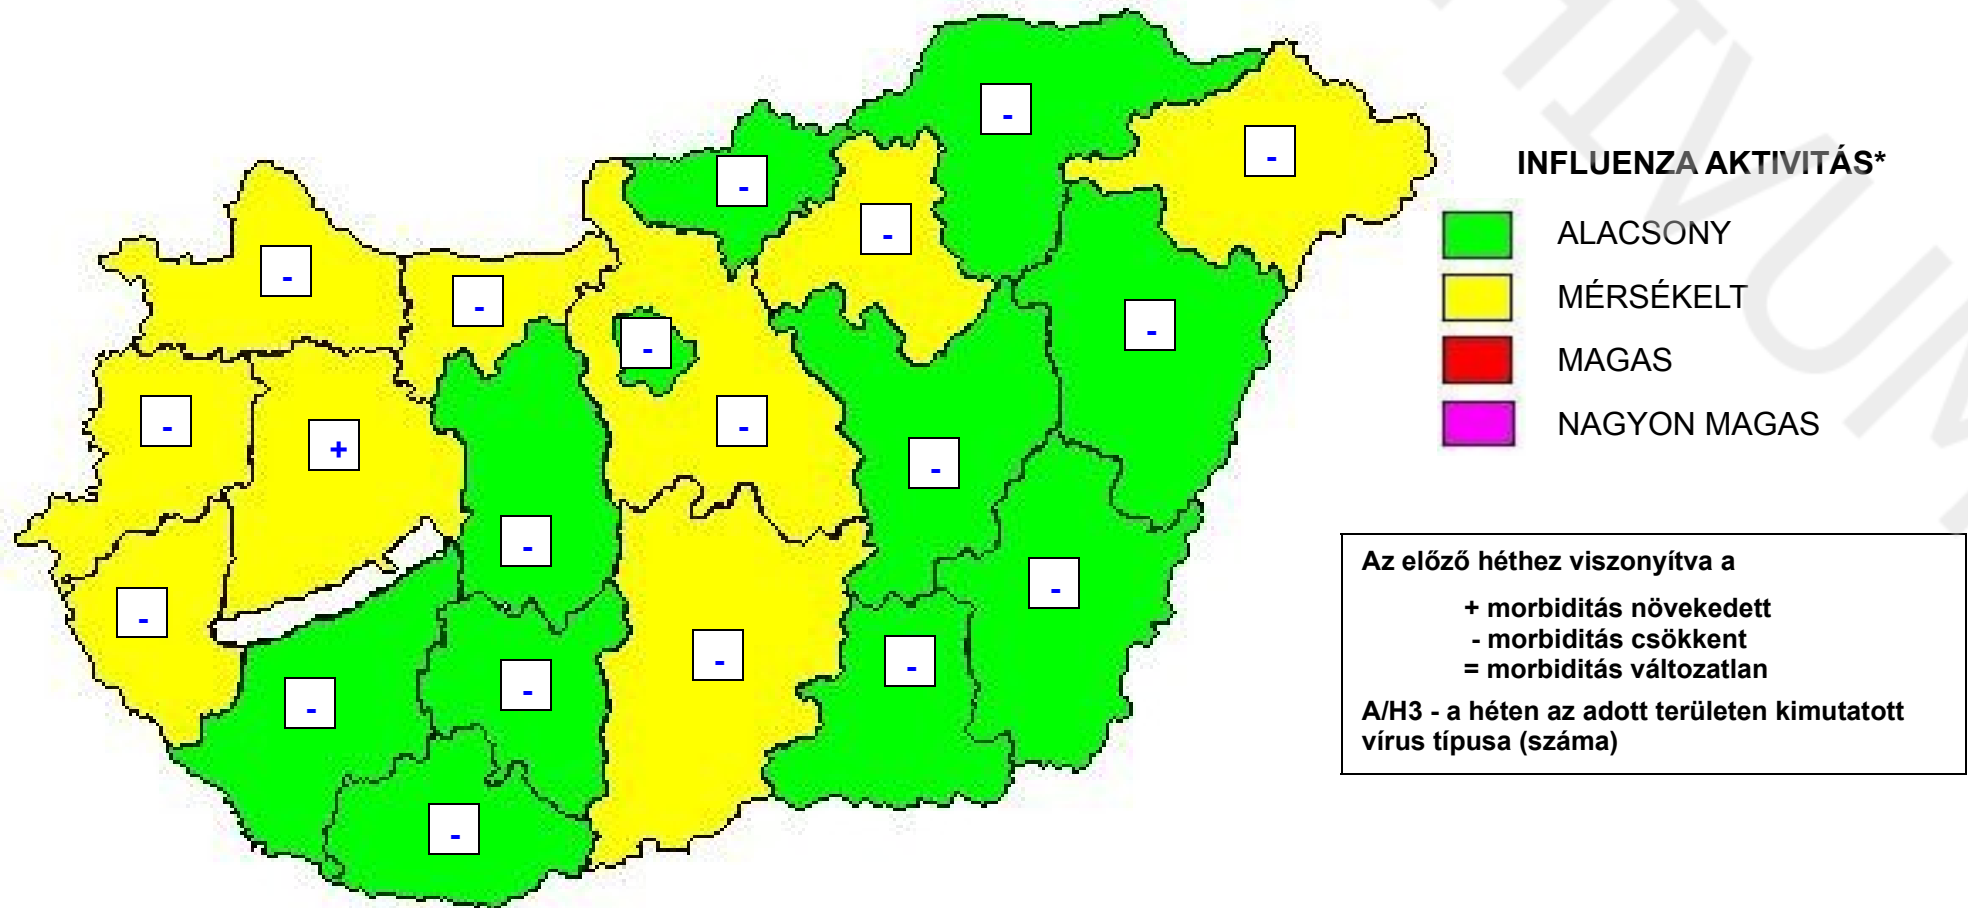 -
-
-
-
-
-
-
-
-
-
-
+
-
-
-
-
-
-
-
-
INFLUENZA AKTIVITÁS*
ALACSONY
MÉRSÉKELT
MAGAS
NAGYON MAGAS
Az előző héthez viszonyítva a
+ morbiditás növekedett
- morbiditás csökkent
= morbiditás változatlan
A/H3 - a héten az adott területen kimutatott
vírus típusa (száma)